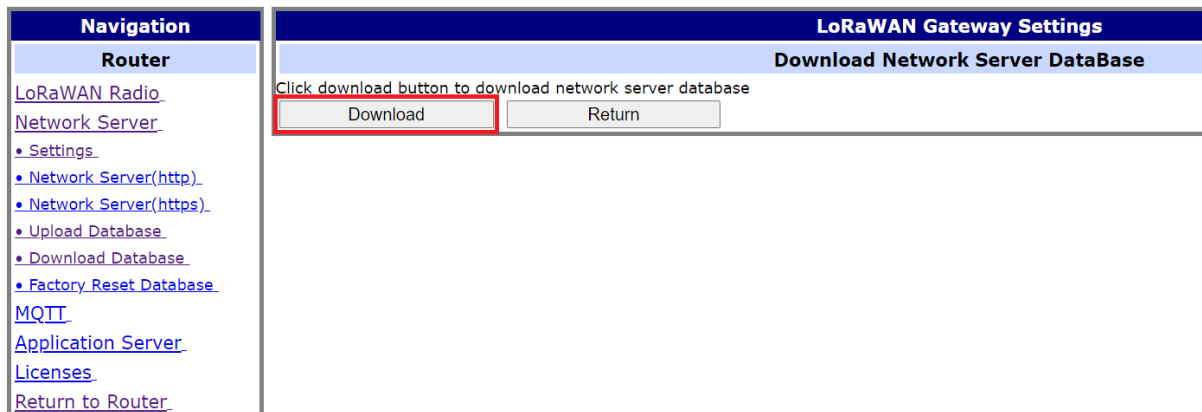 Navigation
Router
LoRaWAN Radio
Network Server
• Settings
• Network Server(http)
• Network Server(https)
• Upload Database
• Download Database
• Factory Reset Database
MQTT
Application Server
Licenses
Return to Router
LoRaWAN Gateway Settings
Download Network Server DataBase
Click download button to download network server database
Download Return